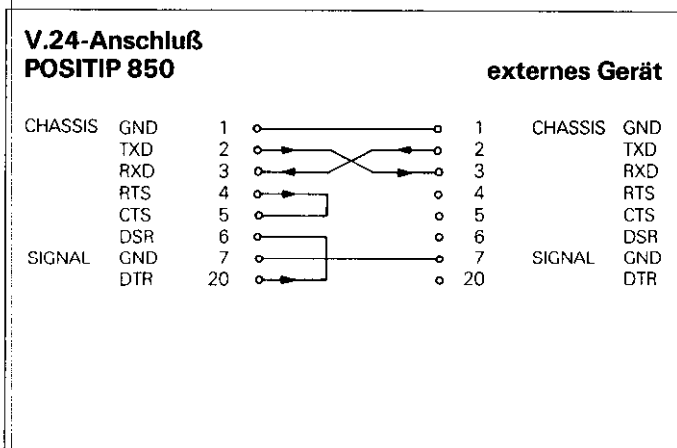 V.24-Anschluß
POSITIP 850 externes Gerät
CHASSIS GND 1 1 CHASSIS GND
TXD 2 2 TXD
RXD 3 3 RXD
RTS 4 4 RTS
CTS 5 5 CTS
DSR 6 6 DSR
SIGNAL GND 7 7 SIGNAL GND
DTR 20 20 DTR